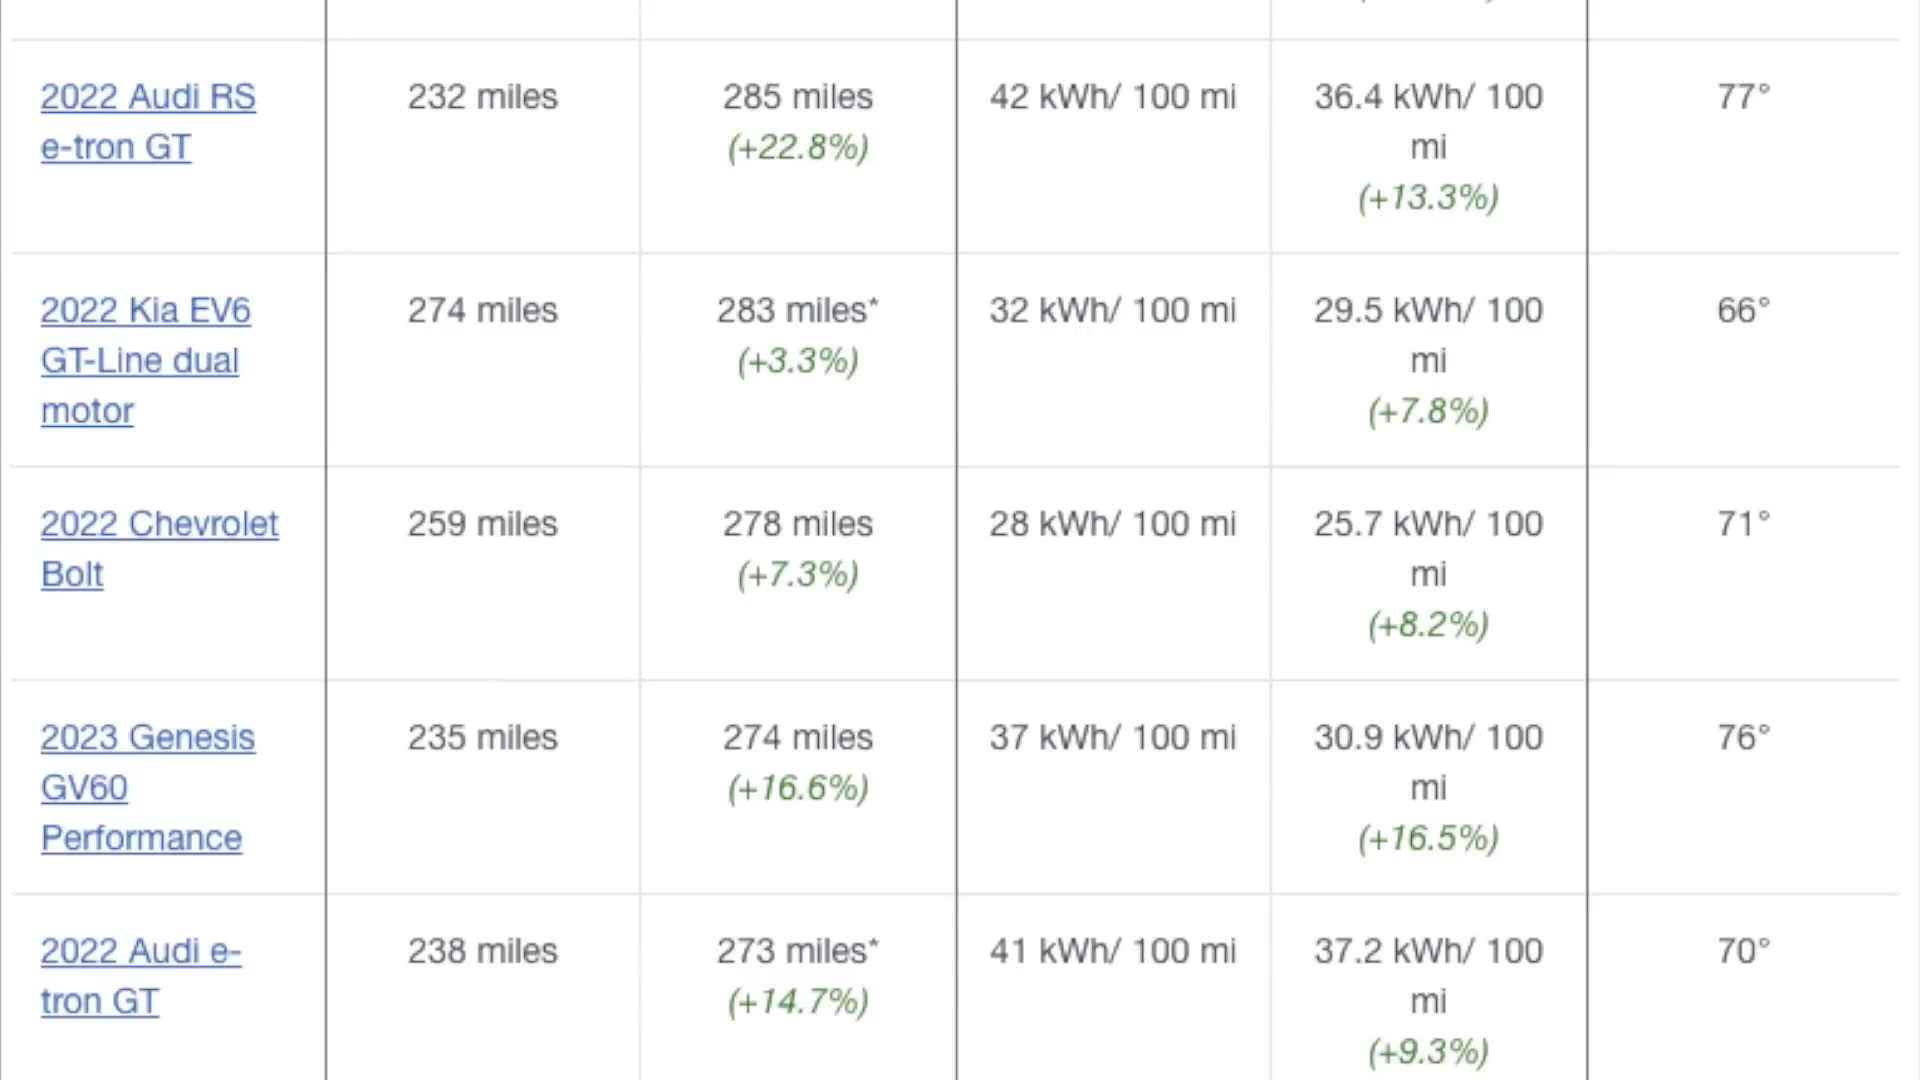 2022 Audi RS
e-tron GT
232 miles
285 miles
(+22.8%)
42 kWh/ 100 mi
36.4 kWh/ 100
mi
(+13.3%)
77°
2022 Kia EV6
GT-Line dual
motor
274 miles
283 miles*
(+3.3%)
32 kWh/ 100 mi
29.5 kWh/ 100
mi
(+7.8%)
66°
2022 Chevrolet
Bolt
259 miles
278 miles
(+7.3%)
28 kWh/ 100 mi
25.7 kWh/ 100
mi
(+8.2%)
71°
2023 Genesis
GV60
Performance
235 miles
274 miles
(+16.6%)
37 kWh/ 100 mi
30.9 kWh/ 100
mi
(+16.5%)
76°
2022 Audi e-
tron GT
238 miles
273 miles*
(+14.7%)
41 kWh/ 100 mi
37.2 kWh/ 100
mi
(+9.3%)
70°